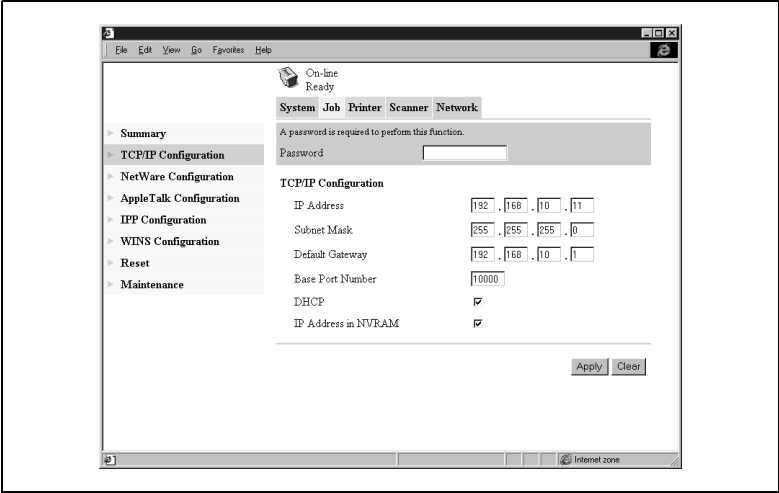 File Edit View Go Favorites Help
On-line
Ready
System Job Printer Scanner Network
Summary
TCP/IP Configuration
NetWare Configuration
AppleTalk Configuration
IPP Configuration
WINS Configuration
Reset
Maintenance
A password is required to perform this function.
Password
TCP/IP Configuration
IP Address 192 . 168 . 10 . 11
Subnet Mask 255 . 255 . 255 . 0
Default Gateway 192 . 168 . 10 . 1
Base Port Number 10000
DHCP
IP Address in NVRAM
Apply Clear
Internet zone